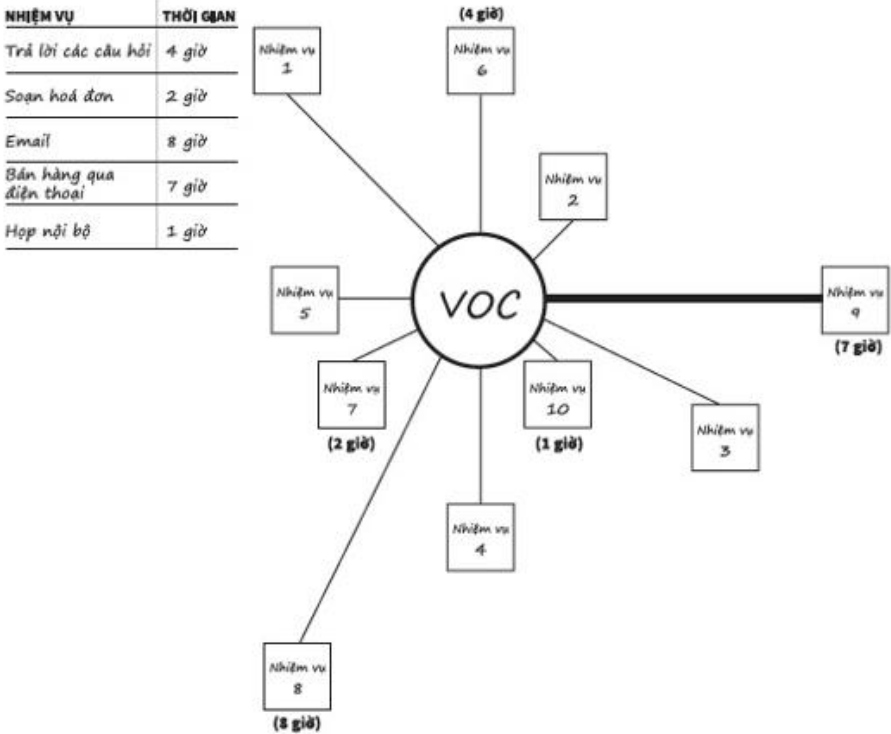 NHIỆM VỤ THỜI GIAN
Trả lời các câu hỏi 4 giờ
Soạn hoá đơn 2 giờ
Email 8 giờ
Bán hàng qua
điện thoại 7 giờ
Họp nội bộ 1 giờ
(4 giờ)
Nhiệm vụ
1
Nhiệm vụ
6
Nhiệm vụ
2
Nhiệm vụ
5
VOC
Nhiệm vụ
9
(7 giờ)
Nhiệm vụ
7
(2 giờ)
Nhiệm vụ
10
(1 giờ)
Nhiệm vụ
3
Nhiệm vụ
4
Nhiệm vụ
8
(8 giờ)